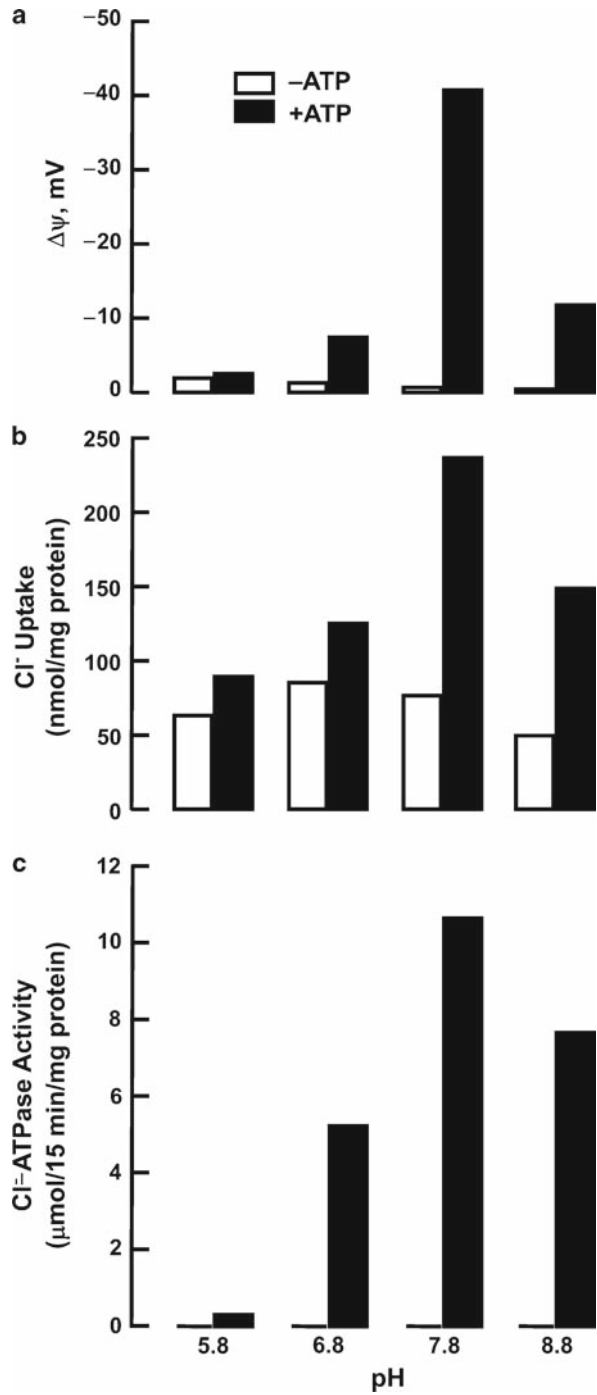 a
−50
−40
−30
−20
−10
0
Δψ, mV
−ATP
+ATP
b
250
200
150
100
50
0
Cl⁻ Uptake
(nmol/mg protein)
c
12
10
8
6
4
2
0
Cl⁻–ATPase Activity
(μmol/15 min/mg protein)
5.8 6.8 7.8 8.8
pH